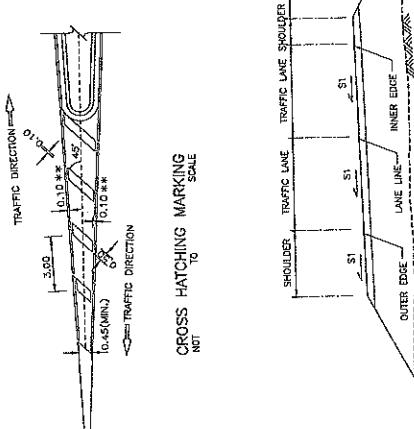 TRAFFIC DIRECTION
0.10
45°
0.10 **
0.10 **
3.00
0.45(MIN.)
TRAFFIC DIRECTION
CROSS HATCHING MARKING
NOT TO SCALE
SHOULDER
TRAFFIC LANE
TRAFFIC LANE
SHOULDER
S1
S1
S1
OUTER EDGE
LANE LINE
INNER EDGE